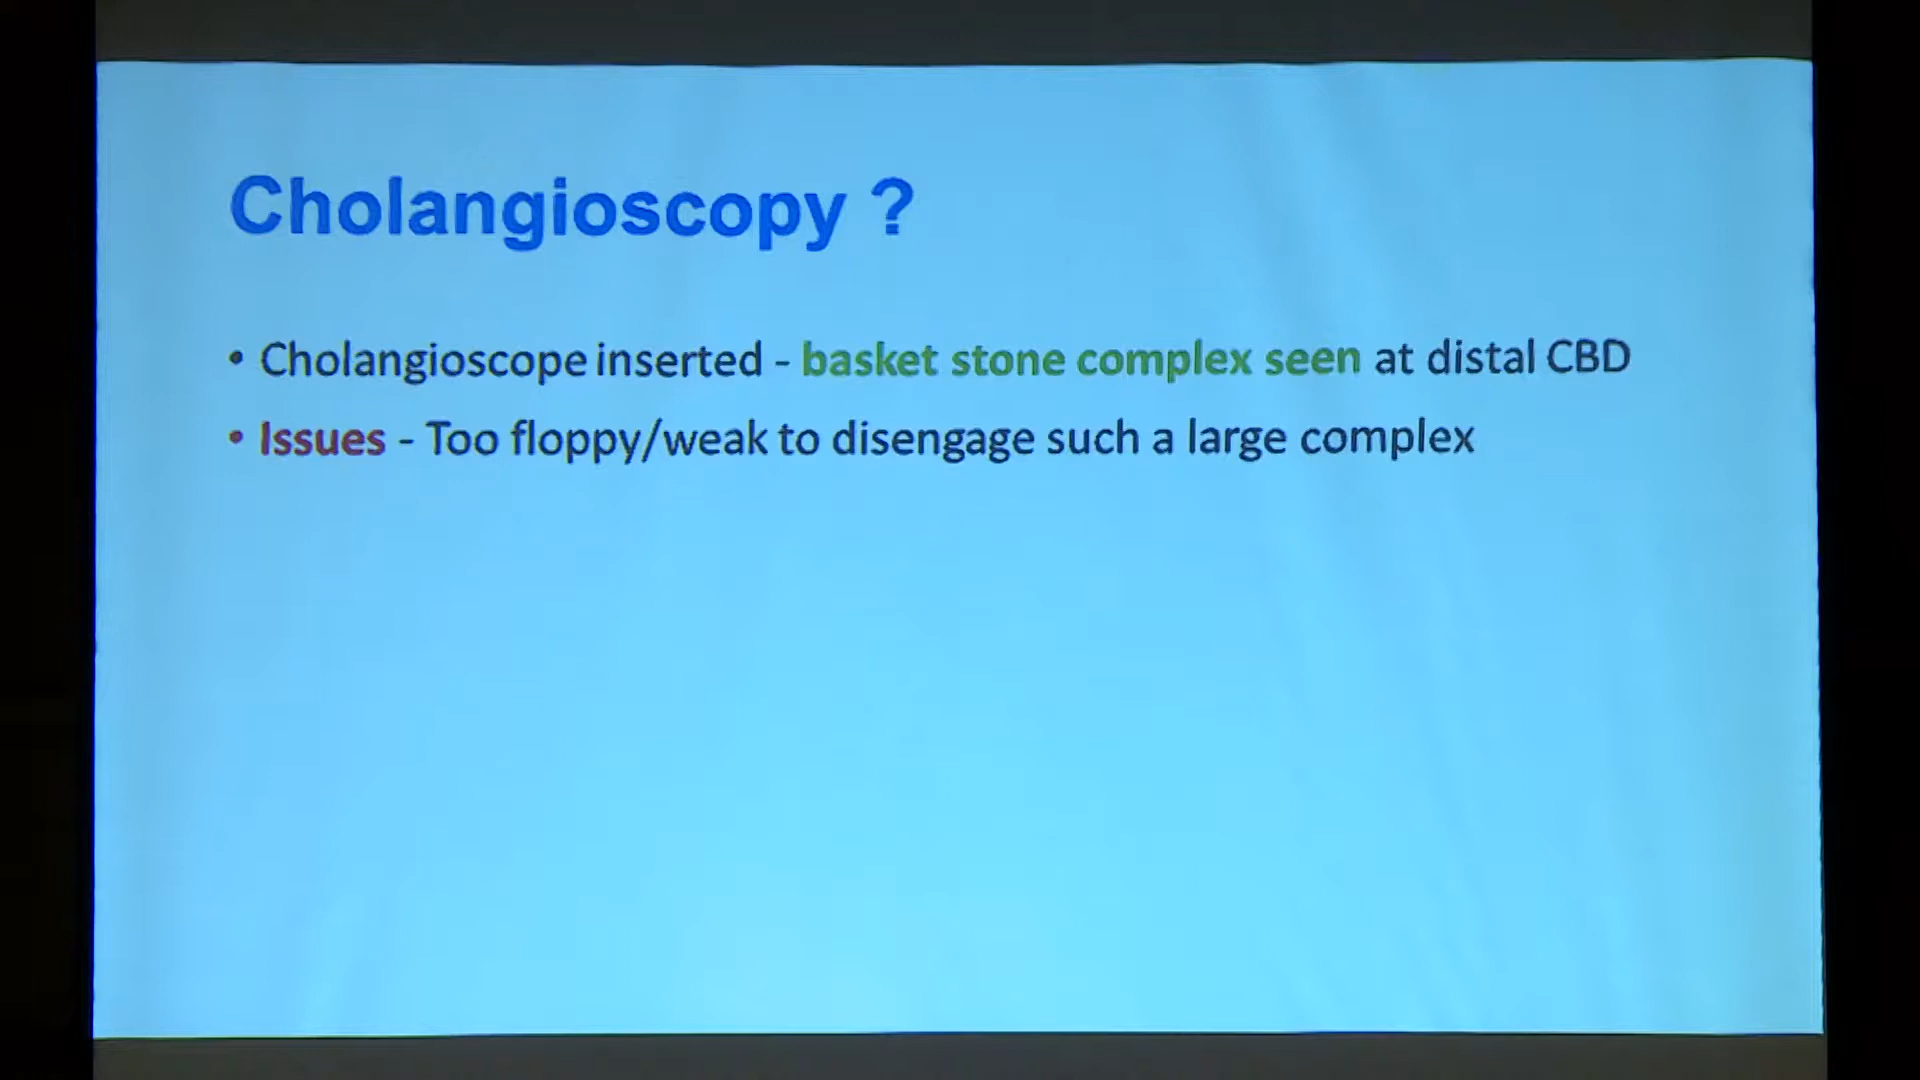 Cholangioscopy ?
• Cholangioscope inserted - basket stone complex seen at distal CBD
• Issues - Too floppy/weak to disengage such a large complex